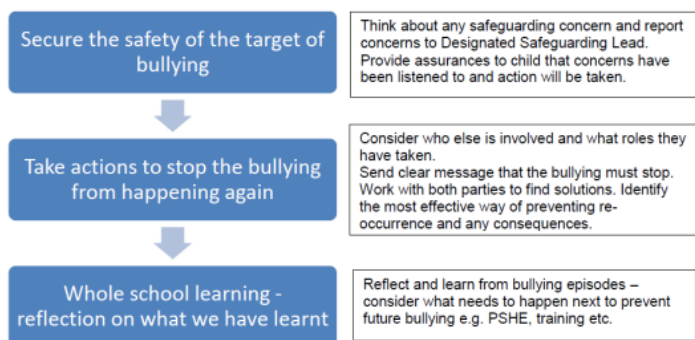 Secure the safety of the target of
bullying
Think about any safeguarding concern and report
concerns to Designated Safeguarding Lead.
Provide assurances to child that concerns have
been listened to and action will be taken.
Take actions to stop the bullying
from happening again
Consider who else is involved and what roles they
have taken.
Send clear message that the bullying must stop.
Work with both parties to find solutions. Identify
the most effective way of preventing re-
occurrence and any consequences.
Whole school learning -
reflection on what we have learnt
Reflect and learn from bullying episodes –
consider what needs to happen next to prevent
future bullying e.g. PSHE, training etc.